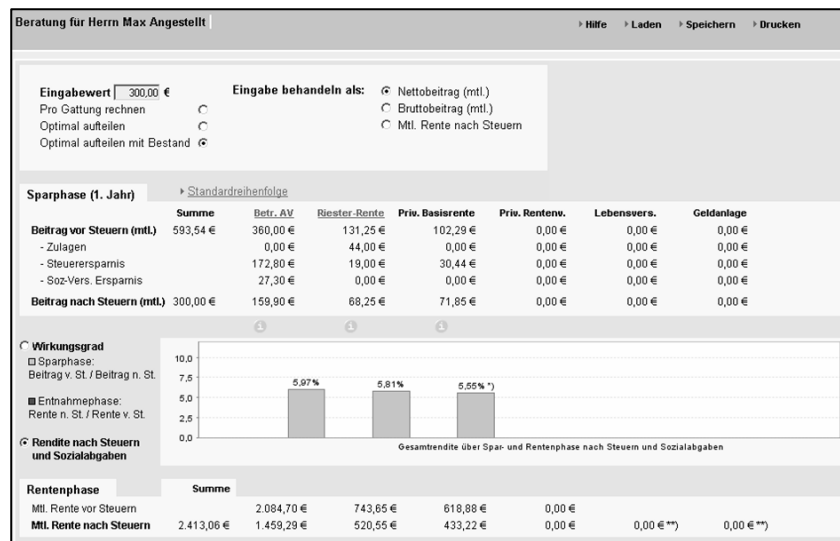 Beratung für Herrn Max Angestellt Hilfe Laden Speichern Drucken
Eingabewert 300,00 € Eingabe behandeln als: Nettobeitrag (mtl.)
Pro Gattung rechnen Bruttobeitrag (mtl.)
Optimal aufteilen Mtl. Rente nach Steuern
Optimal aufteilen mit Bestand
Sparphase (1. Jahr) Standardreihenfolge
Summe Betr. AV Riester-Rente Priv. Basisrente Priv. Rentenv. Lebensvers. Geldanlage
Beitrag vor Steuern (mtl.) 593,54 € 360,00 € 131,25 € 102,29 € 0,00 € 0,00 € 0,00 €
- Zulagen 0,00 € 44,00 € 0,00 € 0,00 € 0,00 € 0,00 €
- Steuerersparnis 172,80 € 19,00 € 30,44 € 0,00 € 0,00 € 0,00 €
- Soz-Vers. Ersparnis 27,30 € 0,00 € 0,00 € 0,00 € 0,00 € 0,00 €
Beitrag nach Steuern (mtl.) 300,00 € 159,90 € 68,25 € 71,85 € 0,00 € 0,00 € 0,00 €
Wirkungsgrad
Sparphase:
Beitrag v. St. / Beitrag n. St.
Entnahmephase:
Rente n. St. / Rente v. St.
Rendite nach Steuern
und Sozialabgaben
10,0
7,5
5,0
2,5
0,0
5,97% 5,81% 5,55% *)
Gesamtrendite über Spar- und Rentenphase nach Steuern und Sozialabgaben
Rentenphase Summe
Mtl. Rente vor Steuern 2.084,70 € 743,65 € 618,88 € 0,00 €
Mtl. Rente nach Steuern 2.413,06 € 1.459,29 € 520,55 € 433,22 € 0,00 € 0,00 € **) 0,00 € **)